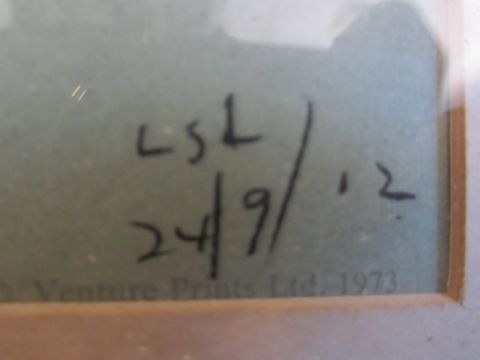 LSL
24/9/12
Venture Prints Ltd. 1973